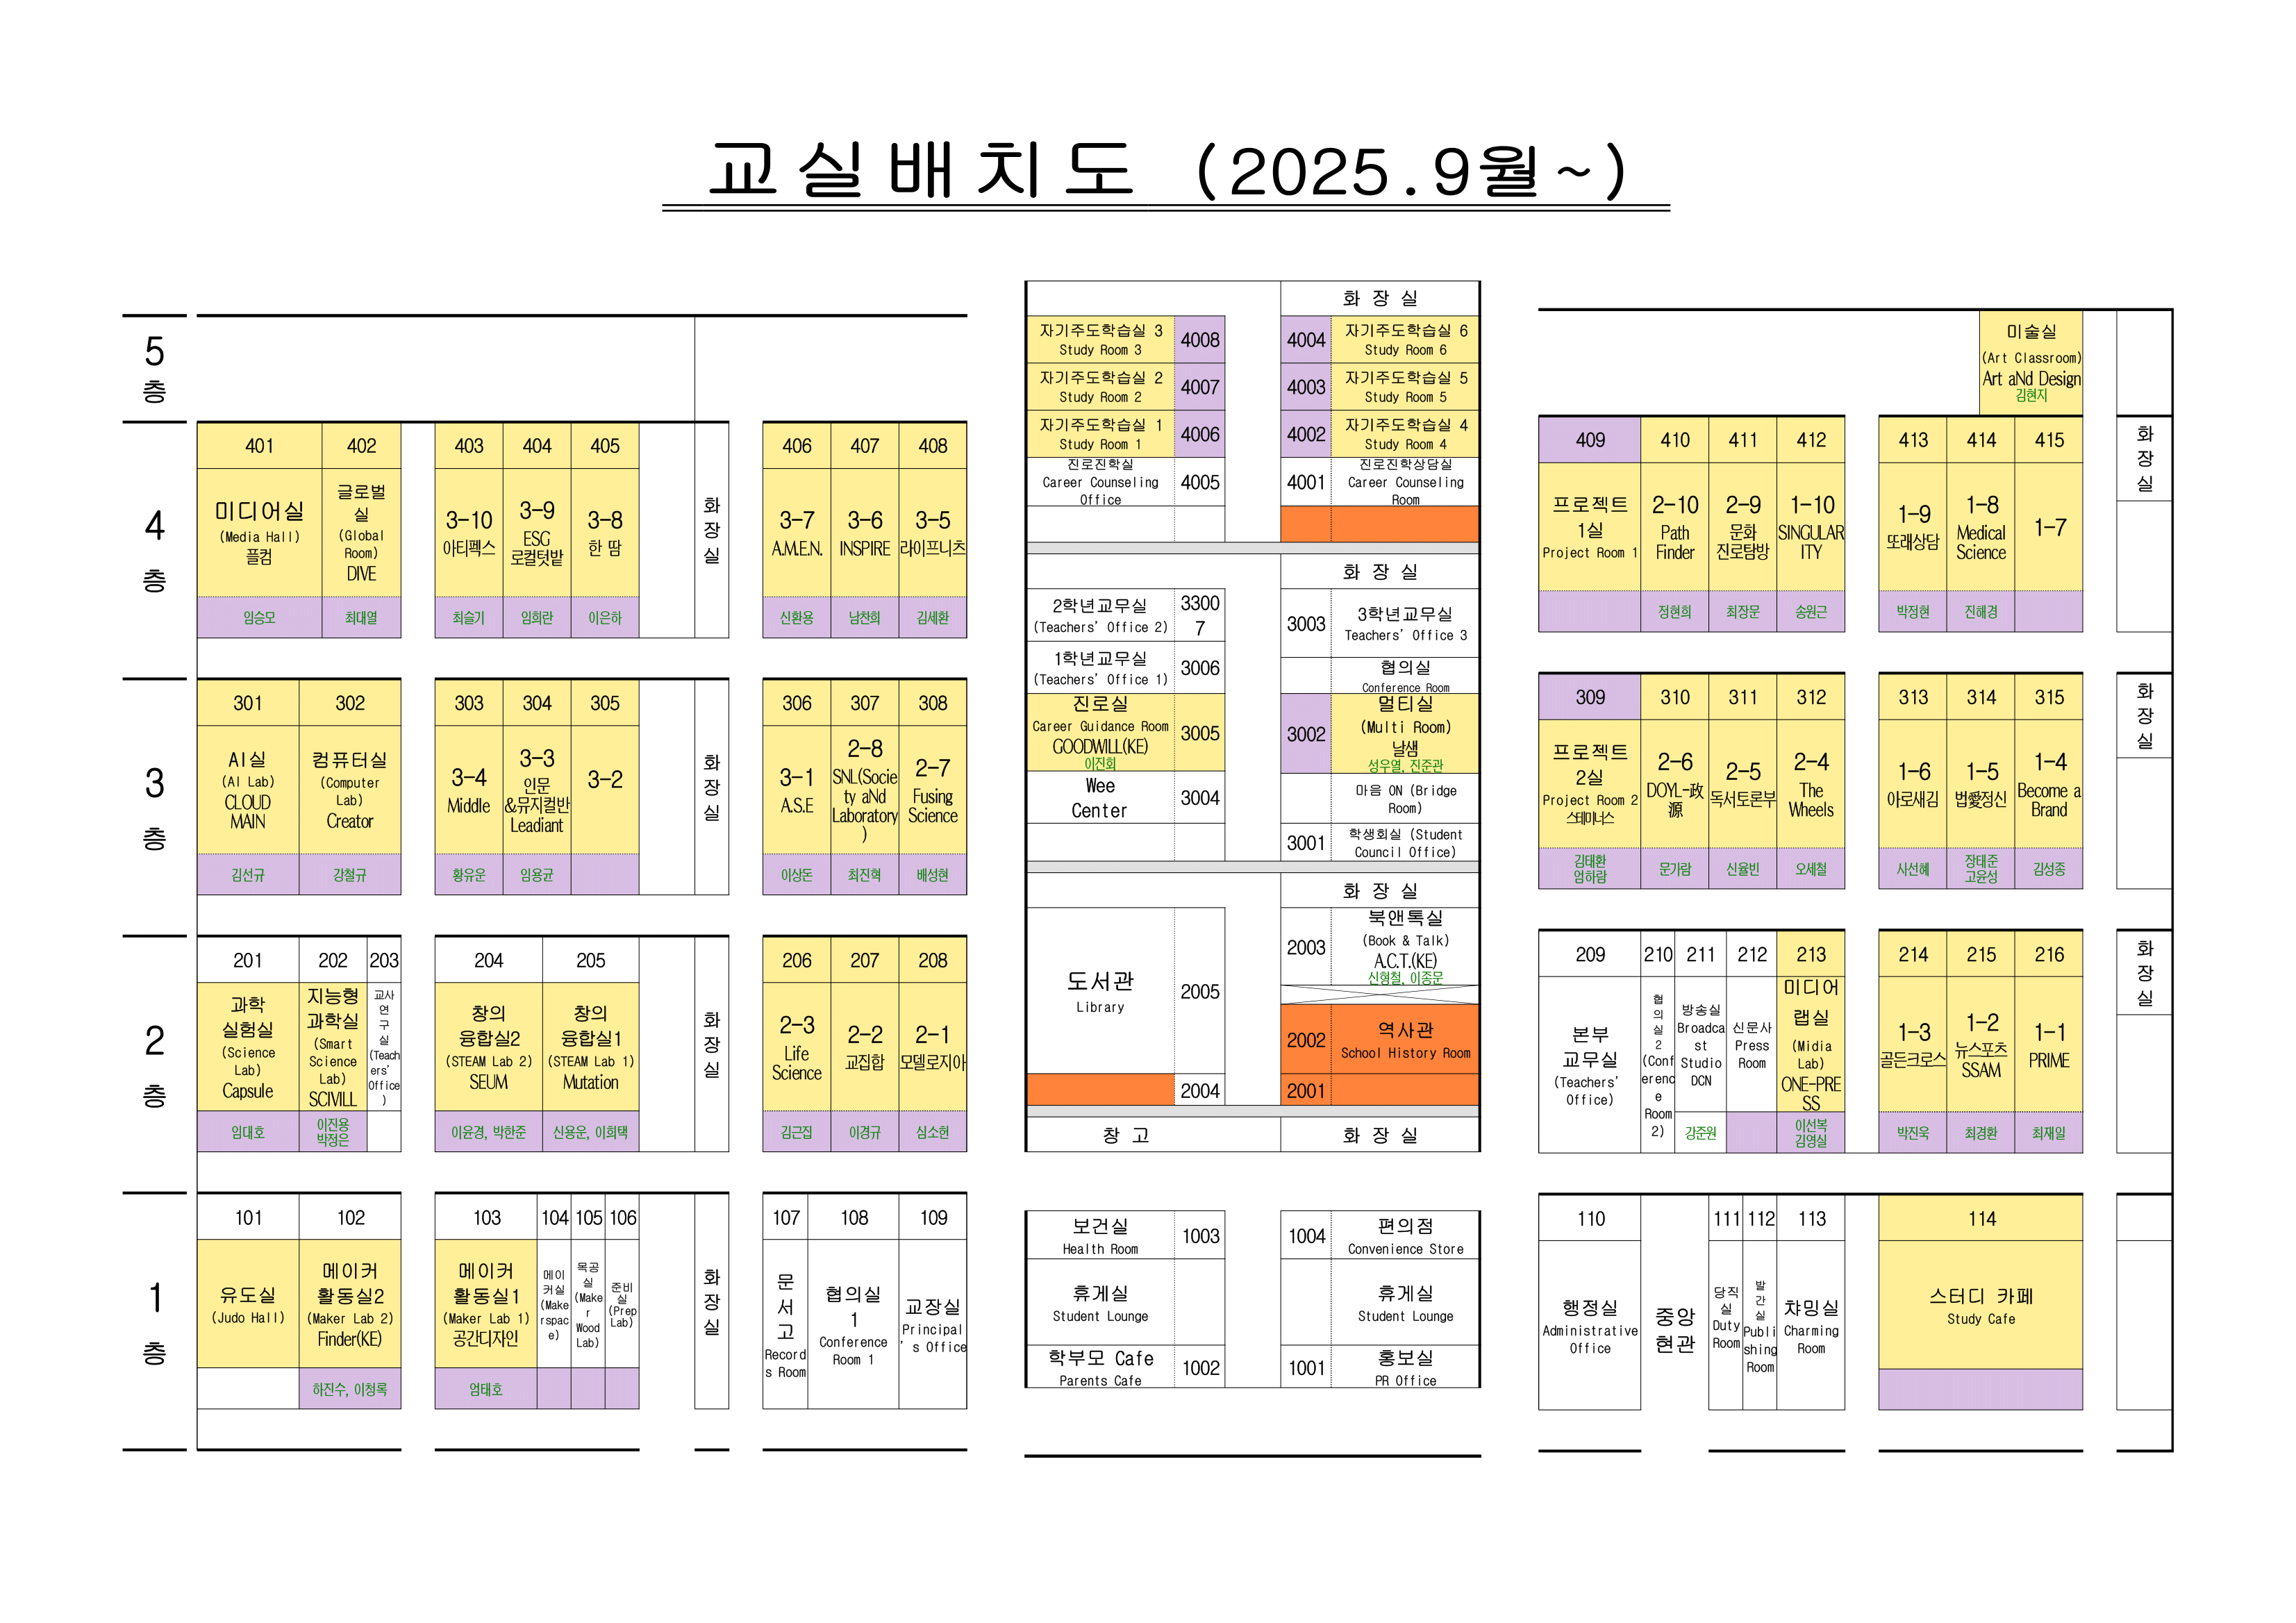 교실배치도 (2025.9월~)
5
층
미술실
(Art Classroom)
Art aNd Design
김현지
4
층
401
미디어실
(Media Hall)
플컴
임승모
402
글로벌
실
(Global
Room)
DIVE
최대열
403
3-10
아티펙스
최슬기
404
3-9
ESG
로컬텃밭
임희란
405
3-8
한 땀
이은하
화
장
실
406
3-7
A.M.E.N.
신환용
407
3-6
INSPIRE
남찬희
408
3-5
라이프니츠
김세환
화 장 실
자기주도학습실 3
Study Room 3
4008
4004
자기주도학습실 6
Study Room 6
자기주도학습실 2
Study Room 2
4007
4003
자기주도학습실 5
Study Room 5
자기주도학습실 1
Study Room 1
4006
4002
자기주도학습실 4
Study Room 4
진로진학실
Career Counseling
Office
4005
4001
진로진학상담실
Career Counseling
Room
409
프로젝트
1실
Project Room 1
410
2-10
Path
Finder
정현희
411
2-9
문화
진로탐방
최장문
412
1-10
SINGULAR
ITY
송원근
413
1-9
또래상담
박정현
414
1-8
Medical
Science
진해경
415
1-7
화
장
실
3
층
301
AI실
(AI Lab)
CLOUD
MAIN
김선규
302
컴퓨터실
(Computer
Lab)
Creator
강철규
303
3-4
Middle
황유운
304
3-3
인문
&뮤지컬반
Leadiant
임용균
305
3-2
화
장
실
306
3-1
A.S.E
이상돈
307
2-8
SNL(Socie
ty aNd
Laboratory
)
최진혁
308
2-7
Fusing
Science
배성현
화 장 실
2학년교무실
(Teachers' Office 2)
3300
7
3003
3학년교무실
Teachers' Office 3
1학년교무실
(Teachers' Office 1)
3006
협의실
Conference Room
진로실
Career Guidance Room
GOODWILL(KE)
이진희
3005
3002
멀티실
(Multi Room)
날샘
성우열, 진준관
Wee
Center
3004
마음 ON (Bridge
Room)
3001
학생회실 (Student
Council Office)
309
프로젝트
2실
Project Room 2
스테미너스
김태환
엄하람
310
2-6
DOYL-政
源
문가람
311
2-5
독서토론부
신율빈
312
2-4
The
Wheels
오세철
313
1-6
아로새김
사선혜
314
1-5
법愛정신
장태준
고윤성
315
1-4
Become a
Brand
김성종
화
장
실
2
층
201
과학
실험실
(Science
Lab)
Capsule
임대호
202
지능형
과학실
(Smart
Science
Lab)
SCIVILL
이진용
박정은
203
교사
연
구
실
(Teach
ers'
Office
)
204
창의
융합실2
(STEAM Lab 2)
SEUM
이윤경, 박한준
205
창의
융합실1
(STEAM Lab 1)
Mutation
신용운, 이희택
화
장
실
206
2-3
Life
Science
김근집
207
2-2
교집합
이경규
208
2-1
모델로지아
심소헌
화 장 실
도서관
Library
2005
2003
북앤톡실
(Book & Talk)
A.C.T.(KE)
신형철, 이종문
2002
역사관
School History Room
2004
2001
창 고
화 장 실
209
본부
교무실
(Teachers'
Office)
210
협
의
실
2
(Conf
erenc
e
Room
2)
211
방송실
Broadca
st
Studio
DCN
강준원
212
신문사
Press
Room
213
미디어
랩실
(Midia
Lab)
ONE-PRE
SS
이선복
김영실
214
1-3
골든크로스
박진욱
215
1-2
뉴스포츠
SSAM
최경환
216
1-1
PRIME
최재일
화
장
실
1
층
101
유도실
(Judo Hall)
102
메이커
활동실2
(Maker Lab 2)
Finder(KE)
하진수, 이청록
103
메이커
활동실1
(Maker Lab 1)
공간디자인
엄태호
104
메이
커실
(Make
rspac
e)
105
목공
실
(Make
r
Wood
Lab)
106
준비
실
(Prep
Lab)
화
장
실
107
문
서
고
Record
s Room
108
협의실
1
Conference
Room 1
109
교장실
Principal
's Office
보건실
Health Room
1003
1004
편의점
Convenience Store
휴게실
Student Lounge
휴게실
Student Lounge
학부모 Cafe
Parents Cafe
1002
1001
홍보실
PR Office
110
행정실
Administrative
Office
중앙
현관
111
당직
실
Duty
Room
112
발
간
실
Publi
shing
Room
113
챠밍실
Charming
Room
114
스터디 카페
Study Cafe